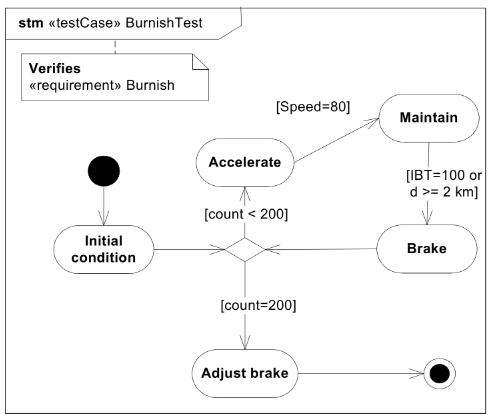 stm «testCase» BurnishTest
Verifies
«requirement» Burnish
[Speed=80]
Maintain
Accelerate
[IBT=100 or
d >= 2 km]
[count < 200]
Initial
condition
Brake
[count=200]
Adjust brake